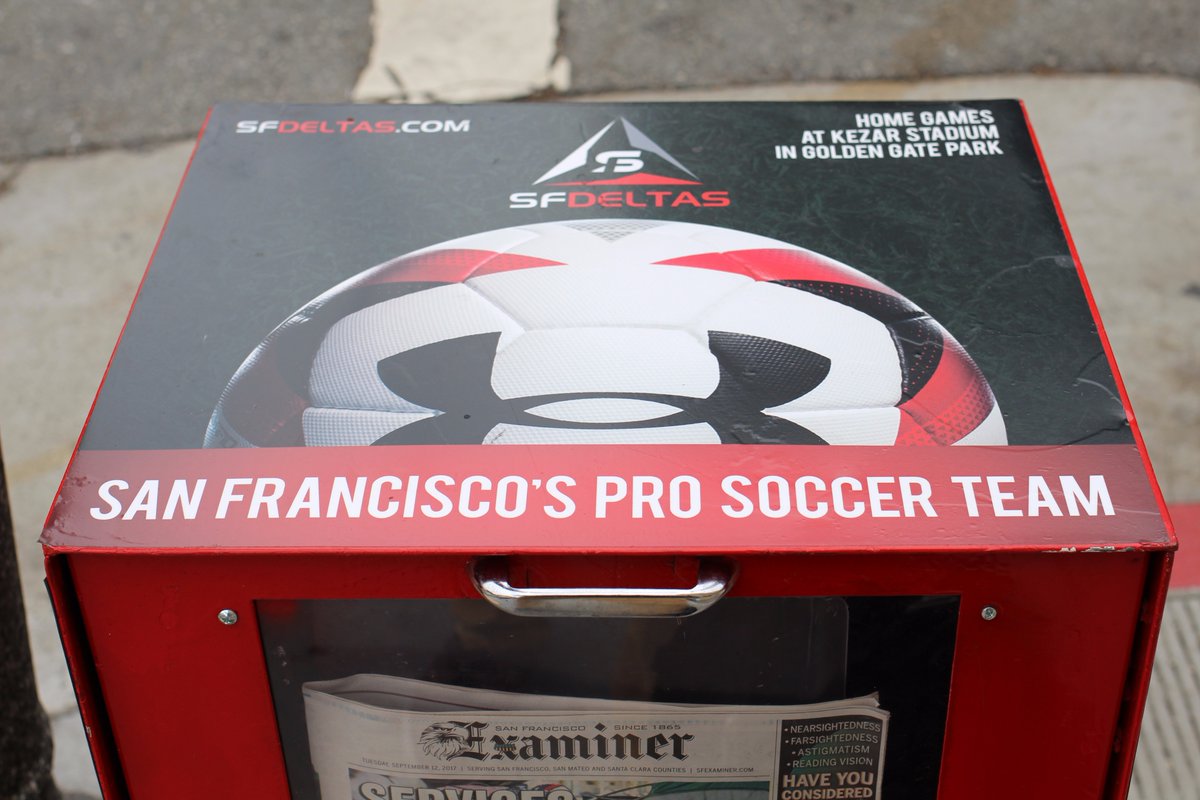 SFDELTAS.COM
HOME GAMES
AT KEZAR STADIUM
IN GOLDEN GATE PARK
SF
SFDELTAS
SAN FRANCISCO'S PRO SOCCER TEAM
SAN FRANCISCO ◆ SINCE 1865
Examiner
TUESDAY, SEPTEMBER 12, 2017 | SERVING SAN FRANCISCO, SAN MATEO AND SANTA CLARA COUNTIES | SFEXAMINER.COM
SERVICES
• NEARSIGHTEDNESS
• FARSIGHTEDNESS
• ASTIGMATISM
• READING VISION
HAVE YOU
CONSIDERED